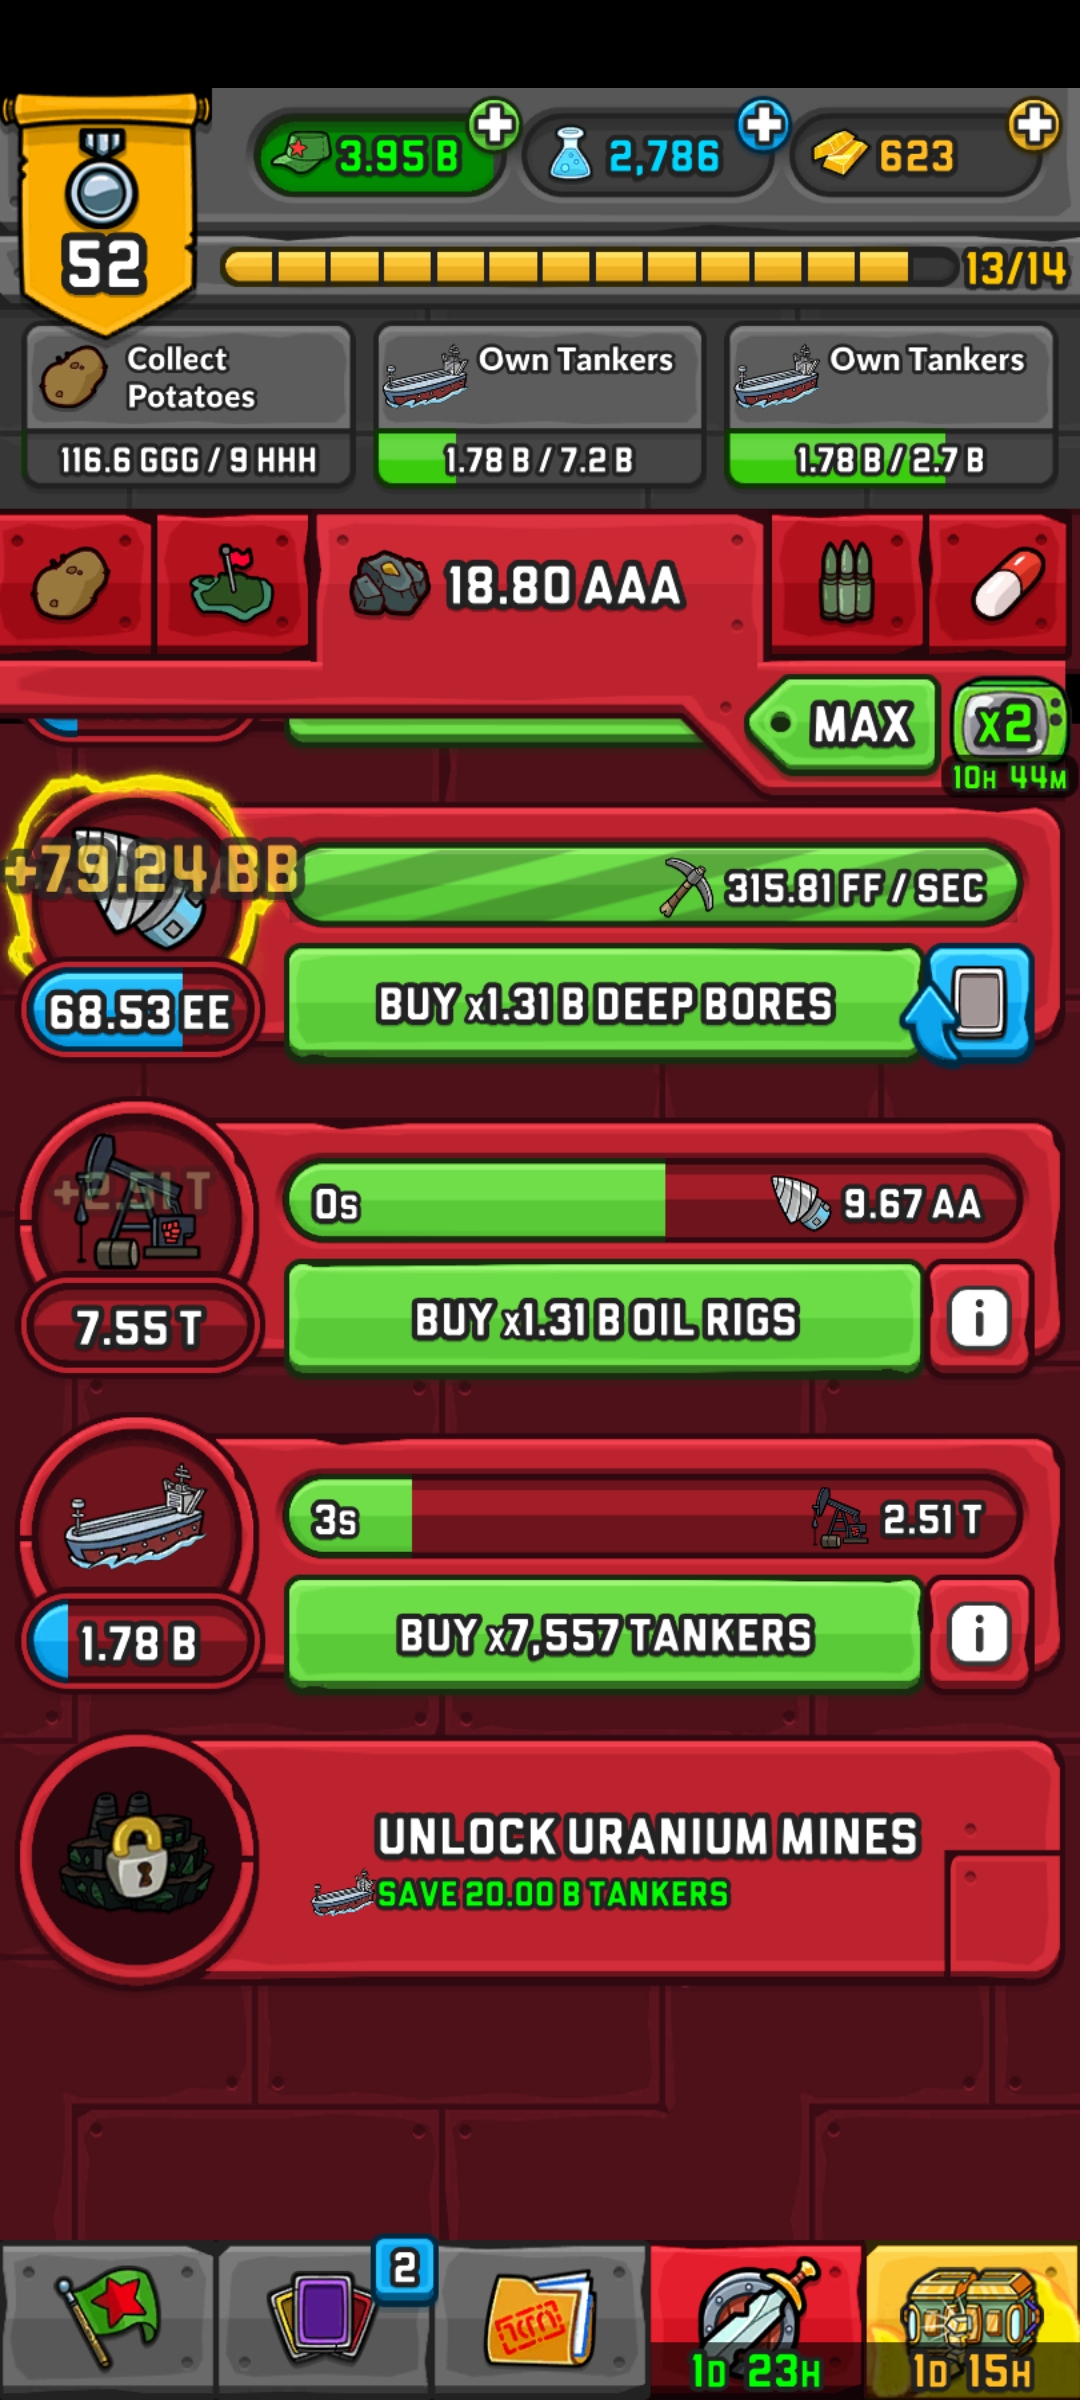 3.95 B
2,786
623
52
13/14
Collect
Potatoes
116.6 GGG / 9 HHH
Own Tankers
1.78 B / 7.2 B
Own Tankers
1.78 B / 2.7 B
18.80 AAA
MAX
x2
10H 44M
+79.24 BB
315.81 FF / SEC
68.53 EE
BUY x1.31 B DEEP BORES
+2.51 T
0s
9.67 AA
7.55 T
BUY x1.31 B OIL RIGS
i
3s
2.51 T
1.78 B
BUY x7,557 TANKERS
i
UNLOCK URANIUM MINES
SAVE 20.00 B TANKERS
2
1D 23H
1D 15H